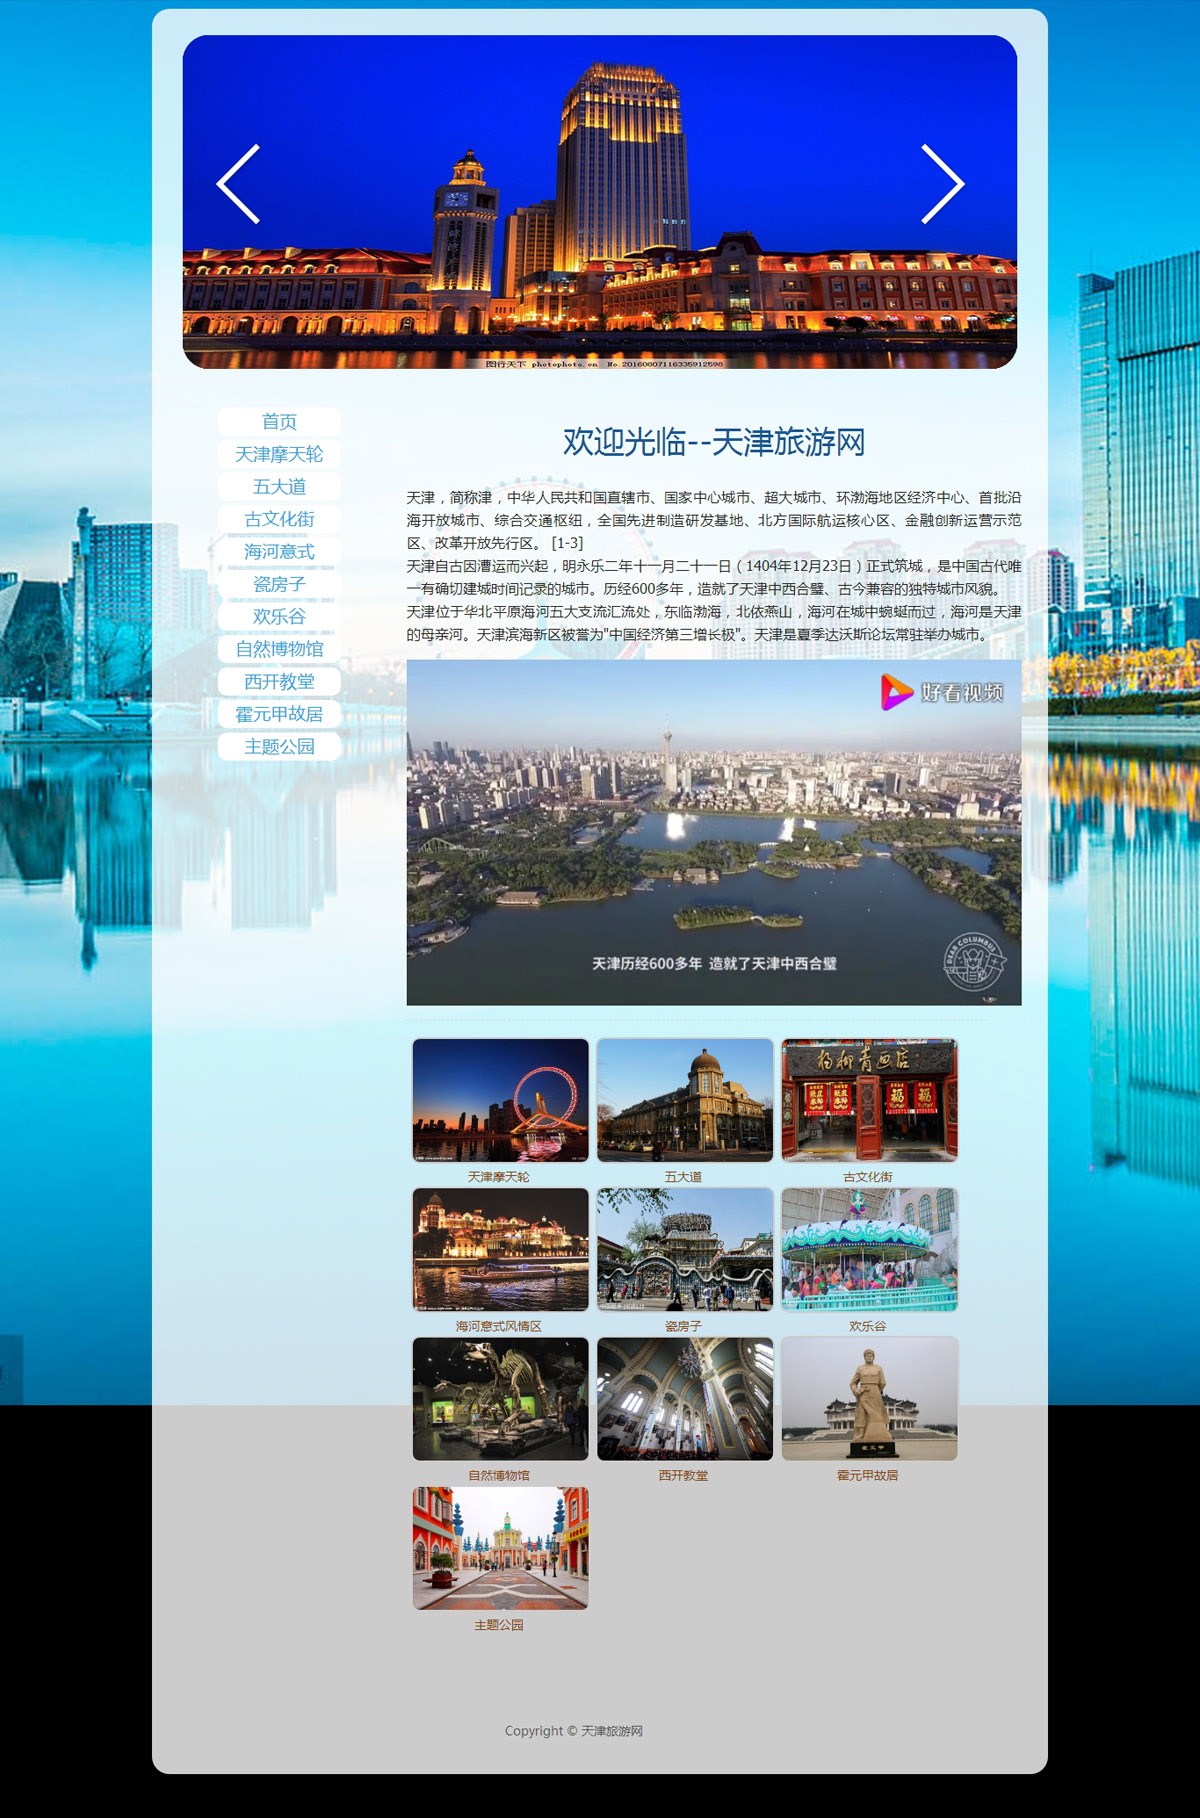 图行天下 photophoto.cn No.20160807116335912598
首页
天津摩天轮
五大道
古文化街
海河意式
瓷房子
欢乐谷
自然博物馆
西开教堂
霍元甲故居
主题公园
欢迎光临--天津旅游网
天津，简称津，中华人民共和国直辖市、国家中心城市、超大城市、环渤海地区经济中心、首批沿
海开放城市、综合交通枢纽，全国先进制造研发基地、北方国际航运核心区、金融创新运营示范
区、改革开放先行区。 [1-3]
天津自古因漕运而兴起，明永乐二年十一月二十一日（1404年12月23日）正式筑城，是中国古代唯
一有确切建城时间记录的城市。历经600多年，造就了天津中西合璧、古今兼容的独特城市风貌。
天津位于华北平原海河五大支流汇流处，东临渤海，北依燕山，海河在城中蜿蜒而过，海河是天津
的母亲河。天津滨海新区被誉为"中国经济第三增长极"。天津是夏季达沃斯论坛常驻举办城市。
好看视频
DEAR COLUMBUS
天津历经600多年 造就了天津中西合璧
杨柳青画店
福 福
天津摩天轮
五大道
古文化街
海河意式风情区
瓷房子
欢乐谷
霍元甲
自然博物馆
西开教堂
霍元甲故居
主题公园
Copyright © 天津旅游网